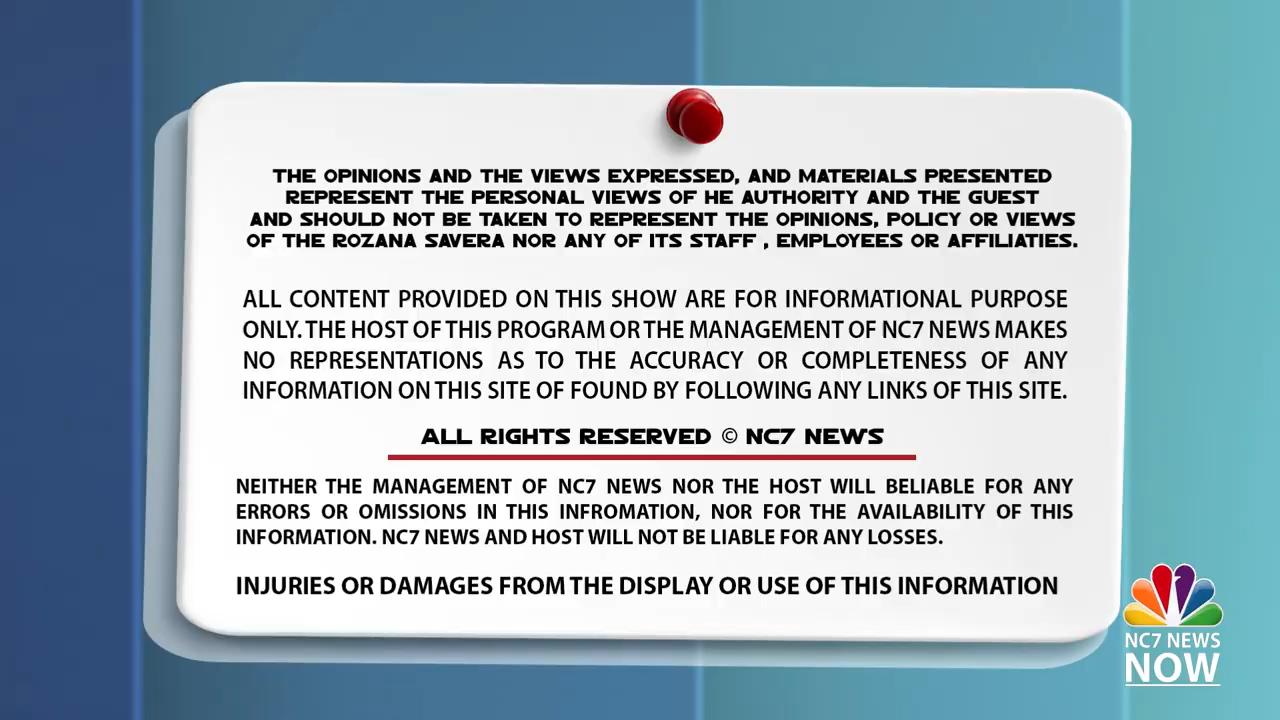 THE OPINIONS AND THE VIEWS EXPRESSED, AND MATERIALS PRESENTED
REPRESENT THE PERSONAL VIEWS OF HE AUTHORITY AND THE GUEST
AND SHOULD NOT BE TAKEN TO REPRESENT THE OPINIONS, POLICY OR VIEWS
OF THE ROZANA SAVERA NOR ANY OF ITS STAFF , EMPLOYEES OR AFFILIATIES.
ALL CONTENT PROVIDED ON THIS SHOW ARE FOR INFORMATIONAL PURPOSE
ONLY. THE HOST OF THIS PROGRAM OR THE MANAGEMENT OF NC7 NEWS MAKES
NO REPRESENTATIONS AS TO THE ACCURACY OR COMPLETENESS OF ANY
INFORMATION ON THIS SITE OF FOUND BY FOLLOWING ANY LINKS OF THIS SITE.
ALL RIGHTS RESERVED © NC7 NEWS
NEITHER THE MANAGEMENT OF NC7 NEWS NOR THE HOST WILL BELIABLE FOR ANY
ERRORS OR OMISSIONS IN THIS INFROMATION, NOR FOR THE AVAILABILITY OF THIS
INFORMATION. NC7 NEWS AND HOST WILL NOT BE LIABLE FOR ANY LOSSES.
INJURIES OR DAMAGES FROM THE DISPLAY OR USE OF THIS INFORMATION
NC7 NEWS
NOW